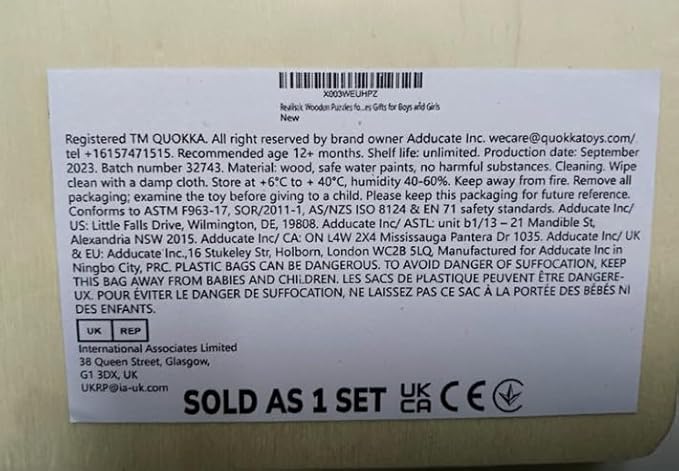 X003WEUHPZ
Realistic Wooden Puzzles fo...es Gifts for Boys and Girls
New
Registered TM QUOKKA. All right reserved by brand owner Adducate Inc. wecare@quokkatoys.com/
tel +16157471515. Recommended age 12+ months. Shelf life: unlimited. Production date: September
2023. Batch number 32743. Material: wood, safe water paints, no harmful substances. Cleaning. Wipe
clean with a damp cloth. Store at +6°C to + 40°C, humidity 40-60%. Keep away from fire. Remove all
packaging; examine the toy before giving to a child. Please keep this packaging for future reference.
Conforms to ASTM F963-17, SOR/2011-1, AS/NZS ISO 8124 & EN 71 safety standards. Adducate Inc/
US: Little Falls Drive, Wilmington, DE, 19808. Adducate Inc/ ASTL: unit b1/13 – 21 Mandible St,
Alexandria NSW 2015. Adducate Inc/ CA: ON L4W 2X4 Mississauga Pantera Dr 1035. Adducate Inc/ UK
& EU: Adducate Inc.,16 Stukeley Str, Holborn, London WC2B 5LQ, Manufactured for Adducate Inc in
Ningbo City, PRC. PLASTIC BAGS CAN BE DANGEROUS. TO AVOID DANGER OF SUFFOCATION, KEEP
THIS BAG AWAY FROM BABIES AND CHILDREN. LES SACS DE PLASTIQUE PEUVENT ÊTRE DANGERE-
UX. POUR ÉVITER LE DANGER DE SUFFOCATION, NE LAISSEZ PAS CE SAC À LA PORTÉE DES BÉBÉS NI
DES ENFANTS.
UK REP
International Associates Limited
38 Queen Street, Glasgow,
G1 3DX, UK
UKRP@ia-uk.com
SOLD AS 1 SET UK CA CE